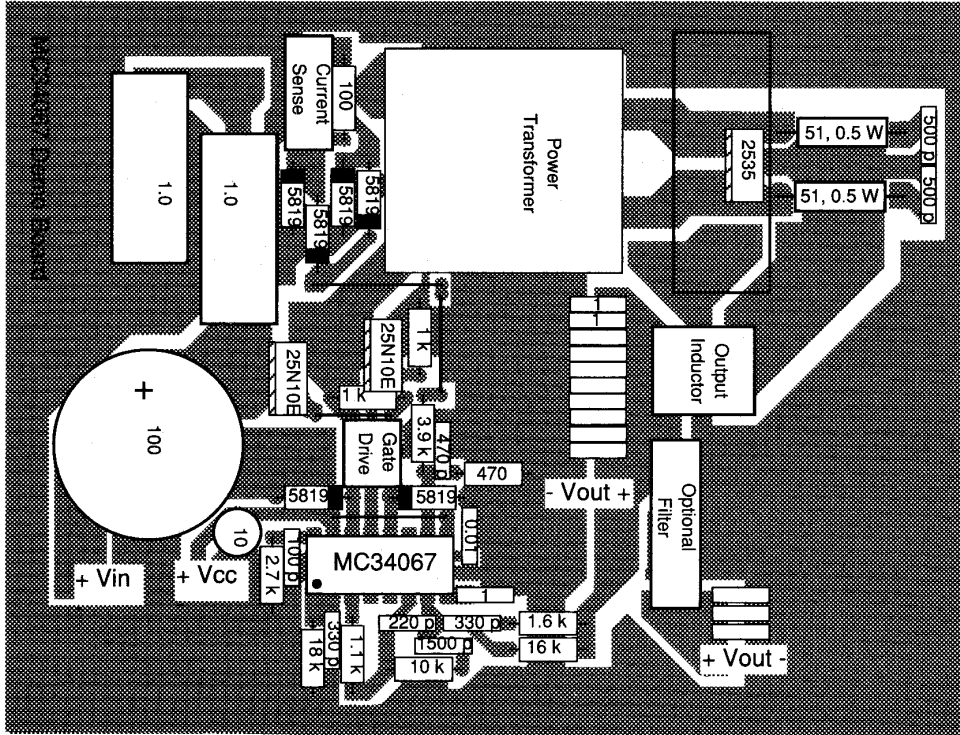 MC34067 Demo Board
Current
Sense
100
Power
Transformer
2535
51, 0.5 W
51, 0.5 W
500 p
500 p
1.0
1.0
5819
5819
5819
5819
25N10E
25N10E
1 k
1 k
1
1
Output
Inductor
+
100
Gate
Drive
3.9 k
470 p
470
- Vout +
Optional
Filter
5819
5819
0.01
10
100 p
2.7 k
MC34067
+ Vin
+ Vcc
1
220 p
330 p
1.6 k
18 k
330 p
1.1k
1500 p
16 k
10 k
+ Vout -